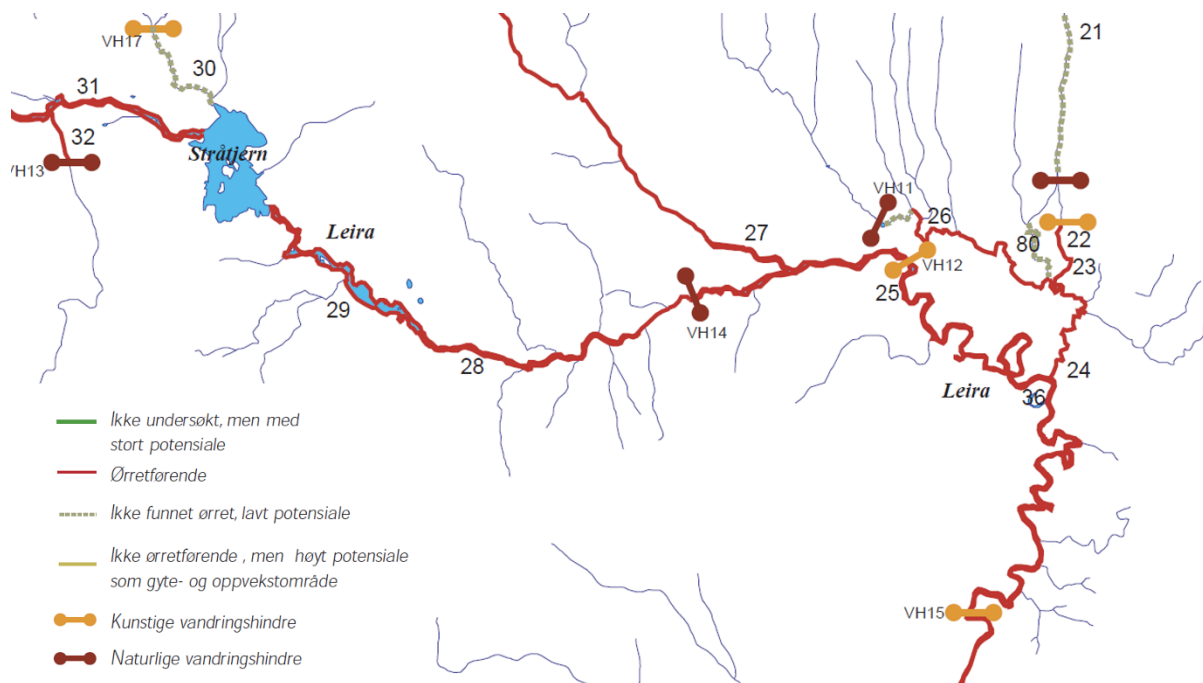 VH17
30
21
31
32
VH13
Stråtjern
Leira
29
28
27
VH14
VH11
26
VH12
25
80
22
23
24
Leira
36
VH15
Ikke undersøkt, men med
stort potensiale
Ørretførende
Ikke funnet ørret, lavt potensiale
Ikke ørretførende , men høyt potensiale
som gyte- og oppvekstområde
Kunstige vandringshindre
Naturlige vandringshindre